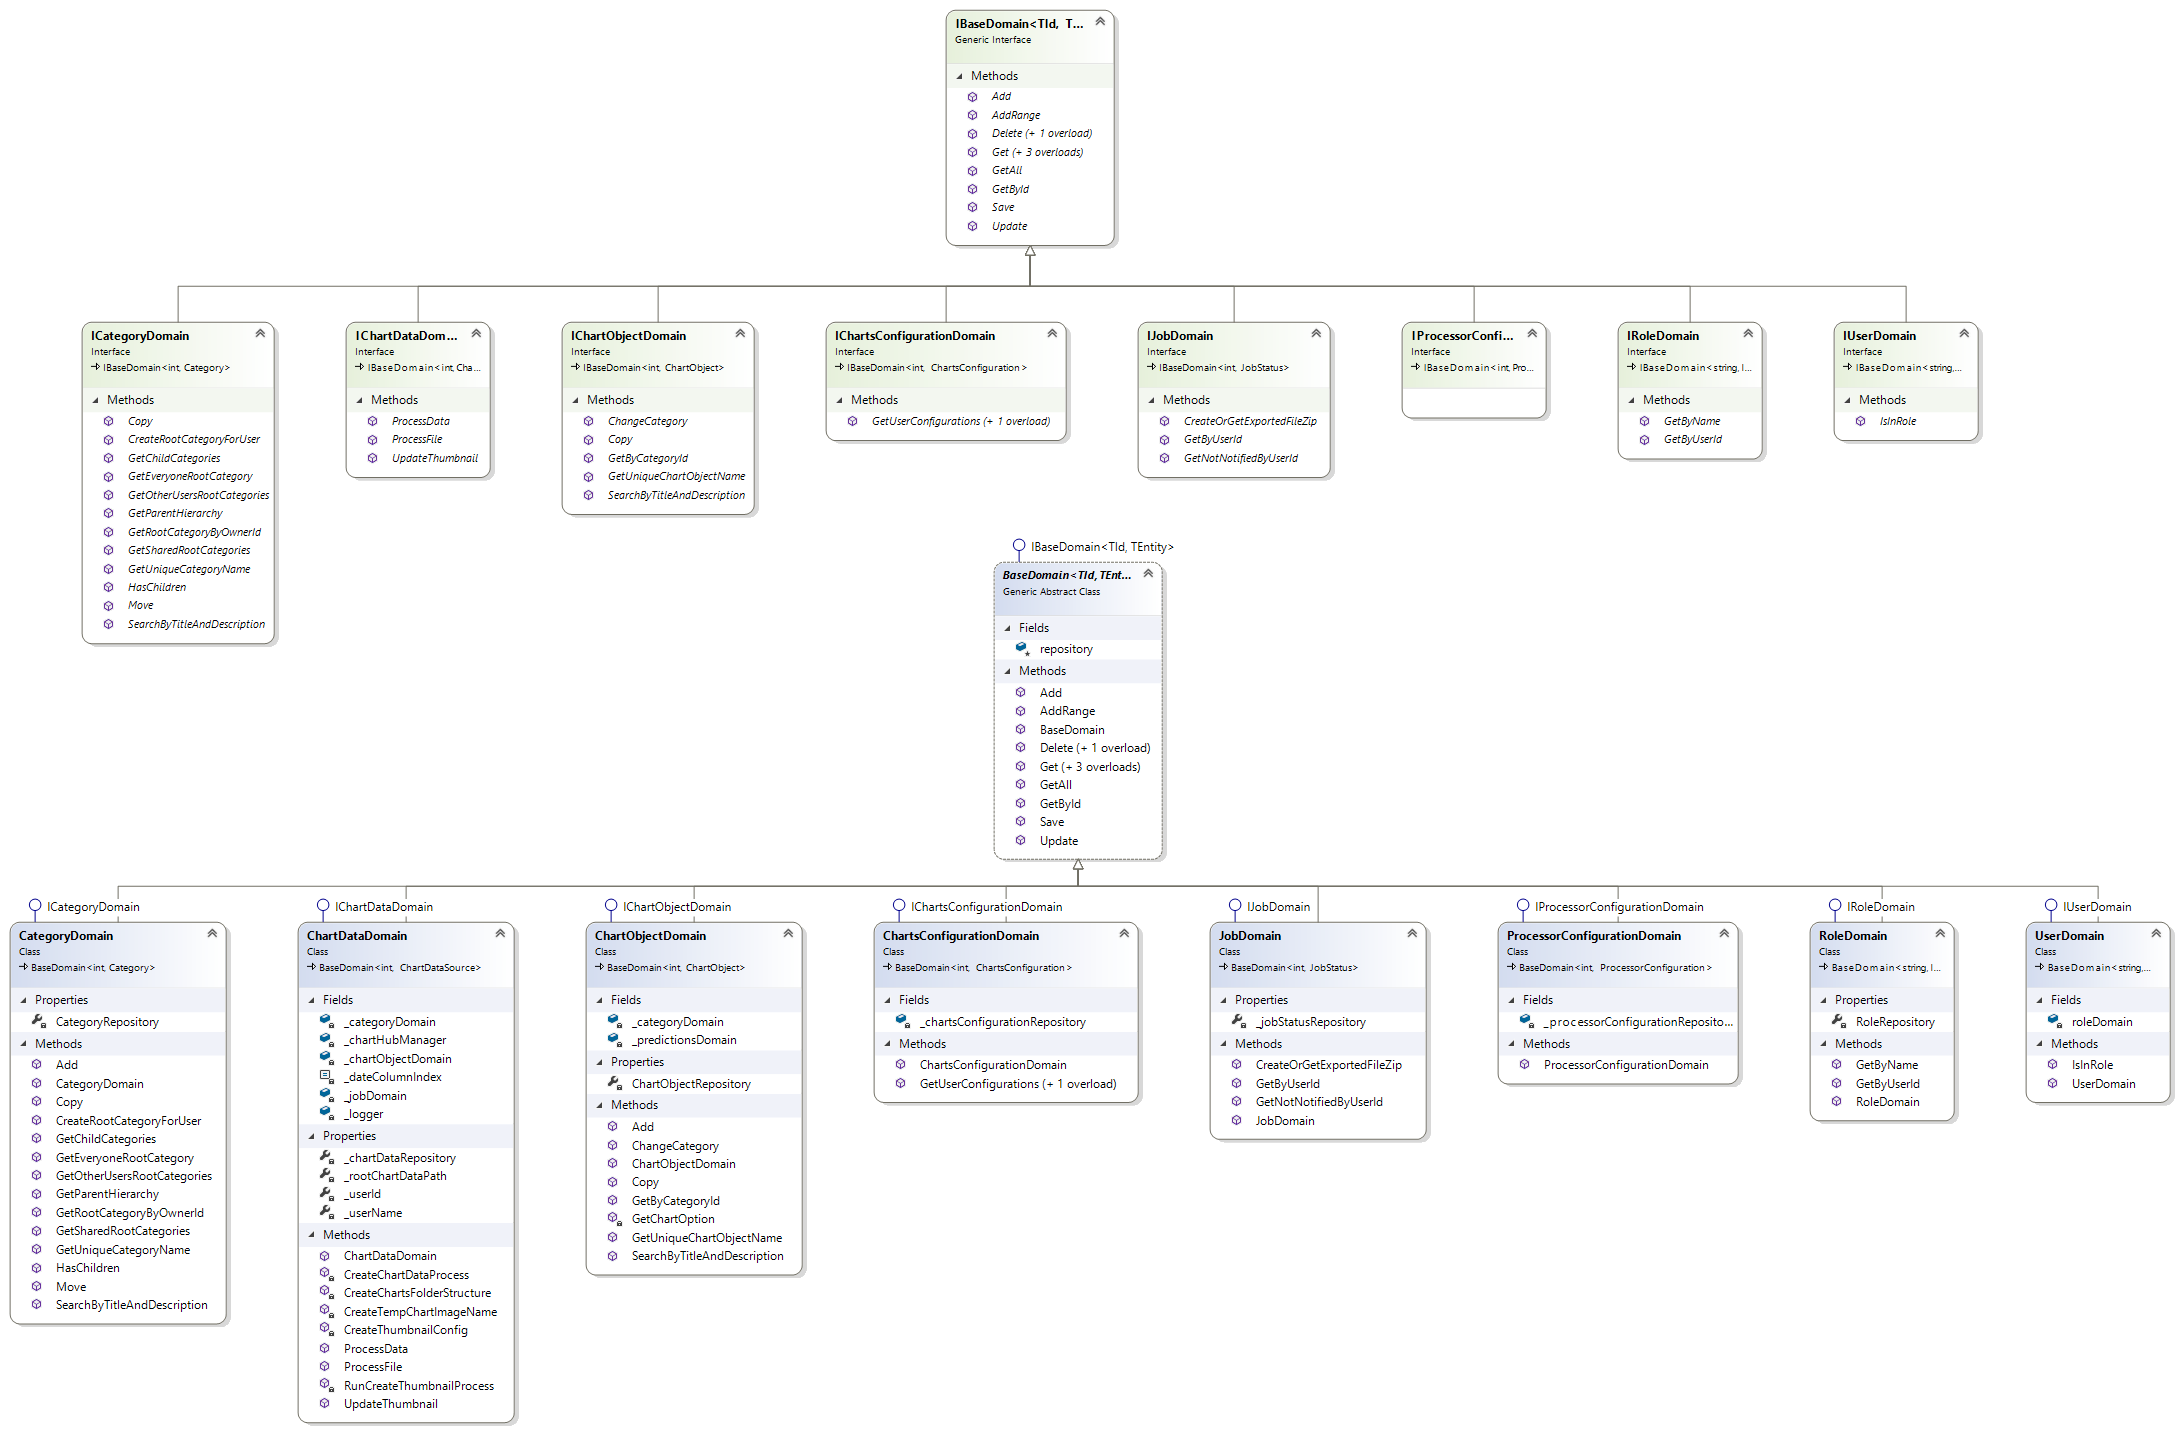 IBaseDomain<TId, T...
Generic Interface
Methods
Add
AddRange
Delete (+ 1 overload)
Get (+ 3 overloads)
GetAll
GetById
Save
Update
ICategoryDomain
Interface
IBaseDomain<int, Category>
Methods
Copy
CreateRootCategoryForUser
GetChildCategories
GetEveryoneRootCategory
GetOtherUsersRootCategories
GetParentHierarchy
GetRootCategoryByOwnerId
GetSharedRootCategories
GetUniqueCategoryName
HasChildren
Move
SearchByTitleAndDescription
IChartDataDom...
Interface
IBaseDomain<int, Cha...
Methods
ProcessData
ProcessFile
UpdateThumbnail
IChartObjectDomain
Interface
IBaseDomain<int, ChartObject>
Methods
ChangeCategory
Copy
GetByCategoryId
GetUniqueChartObjectName
SearchByTitleAndDescription
IChartsConfigurationDomain
Interface
IBaseDomain<int, ChartsConfiguration>
Methods
GetUserConfigurations (+ 1 overload)
IJobDomain
Interface
IBaseDomain<int, JobStatus>
Methods
CreateOrGetExportedFileZip
GetByUserId
GetNotNotifiedByUserId
IProcessorConfi...
Interface
IBaseDomain<int, Pro...
IRoleDomain
Interface
IBaseDomain<string, I...
Methods
GetByName
GetByUserId
IUserDomain
Interface
IBaseDomain<string,...
Methods
IsInRole
IBaseDomain<TId, TEntity>
BaseDomain<TId, TEnt...
Generic Abstract Class
Fields
repository
Methods
Add
AddRange
BaseDomain
Delete (+ 1 overload)
Get (+ 3 overloads)
GetAll
GetById
Save
Update
ICategoryDomain
CategoryDomain
Class
BaseDomain<int, Category>
Properties
CategoryRepository
Methods
Add
CategoryDomain
Copy
CreateRootCategoryForUser
GetChildCategories
GetEveryoneRootCategory
GetOtherUsersRootCategories
GetParentHierarchy
GetRootCategoryByOwnerId
GetSharedRootCategories
GetUniqueCategoryName
HasChildren
Move
SearchByTitleAndDescription
IChartDataDomain
ChartDataDomain
Class
BaseDomain<int, ChartDataSource>
Fields
_categoryDomain
_chartHubManager
_chartObjectDomain
_dateColumnIndex
_jobDomain
_logger
Properties
_chartDataRepository
_rootChartDataPath
_userId
_userName
Methods
ChartDataDomain
CreateChartDataProcess
CreateChartsFolderStructure
CreateTempChartImageName
CreateThumbnailConfig
ProcessData
ProcessFile
RunCreateThumbnailProcess
UpdateThumbnail
IChartObjectDomain
ChartObjectDomain
Class
BaseDomain<int, ChartObject>
Fields
_categoryDomain
_predictionsDomain
Properties
ChartObjectRepository
Methods
Add
ChangeCategory
ChartObjectDomain
Copy
GetByCategoryId
GetChartOption
GetUniqueChartObjectName
SearchByTitleAndDescription
IChartsConfigurationDomain
ChartsConfigurationDomain
Class
BaseDomain<int, ChartsConfiguration>
Fields
_chartsConfigurationRepository
Methods
ChartsConfigurationDomain
GetUserConfigurations (+ 1 overload)
IJobDomain
JobDomain
Class
BaseDomain<int, JobStatus>
Properties
_jobStatusRepository
Methods
CreateOrGetExportedFileZip
GetByUserId
GetNotNotifiedByUserId
JobDomain
IProcessorConfigurationDomain
ProcessorConfigurationDomain
Class
BaseDomain<int, ProcessorConfiguration>
Fields
_processorConfigurationReposito...
Methods
ProcessorConfigurationDomain
IRoleDomain
RoleDomain
Class
BaseDomain<string, I...
Properties
RoleRepository
Methods
GetByName
GetByUserId
RoleDomain
IUserDomain
UserDomain
Class
BaseDomain<string,...
Fields
roleDomain
Methods
IsInRole
UserDomain